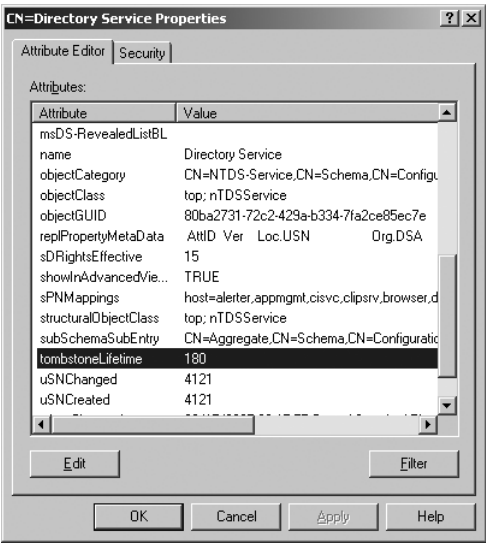 CN=Directory Service Properties
Attribute Editor Security
Attributes:
Attribute Value
msDS-RevealedListBL
name Directory Service
objectCategory CN=NTDS-Service,CN=Schema,CN=Configu
objectClass top; nTDSService
objectGUID 80ba2731-72c2-429a-b334-7fa2ce85ec7e
replPropertyMetaData AttID Ver Loc.USN Org.DSA
sDRightsEffective 15
showInAdvancedVie... TRUE
sPNMappings host=alerter,appmgmt,cisvc,clipsrv,browser,d
structuralObjectClass top; nTDSService
subSchemaSubEntry CN=Aggregate,CN=Schema,CN=Configuratic
tombstoneLifetime 180
uSNChanged 4121
uSNCreated 4121
Edit Filter
OK Cancel Apply Help